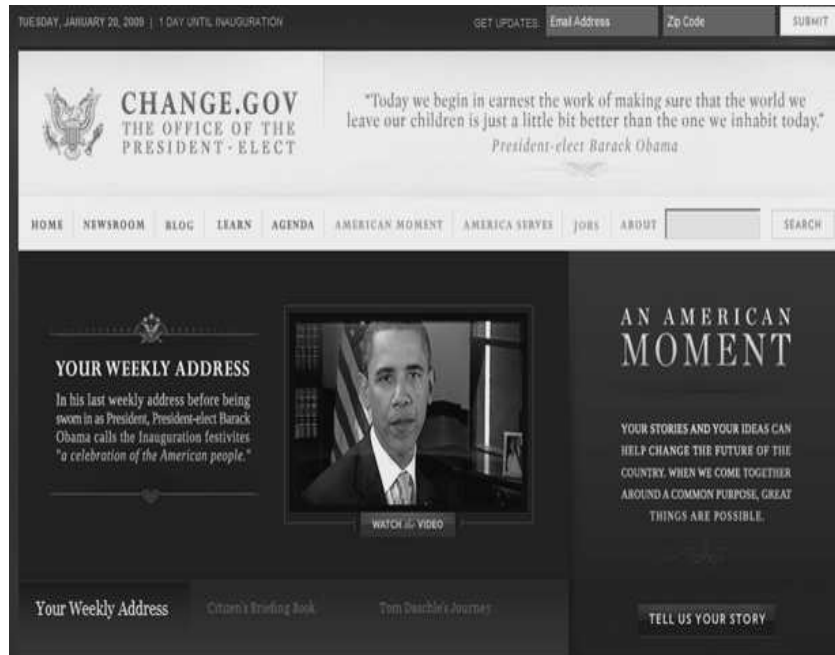 TUESDAY, JANUARY 20, 2009 | 1 DAY UNTIL INAUGURATION
GET UPDATES: Email Address Zip Code SUBMIT
CHANGE.GOV
THE OFFICE OF THE
PRESIDENT-ELECT
"Today we begin in earnest the work of making sure that the world we
leave our children is just a little bit better than the one we inhabit today."
President-elect Barack Obama
HOME NEWSROOM BLOG LEARN AGENDA AMERICAN MOMENT AMERICA SERVES JOBS ABOUT SEARCH
YOUR WEEKLY ADDRESS
In his last weekly address before being
sworn in as President, President-elect Barack
Obama calls the Inauguration festivites
"a celebration of the American people."
WATCH the VIDEO
AN AMERICAN
MOMENT
YOUR STORIES AND YOUR IDEAS CAN
HELP CHANGE THE FUTURE OF THE
COUNTRY. WHEN WE COME TOGETHER
AROUND A COMMON PURPOSE, GREAT
THINGS ARE POSSIBLE.
TELL US YOUR STORY
Your Weekly Address Citizen's Briefing Book Tom Daschle's Journey